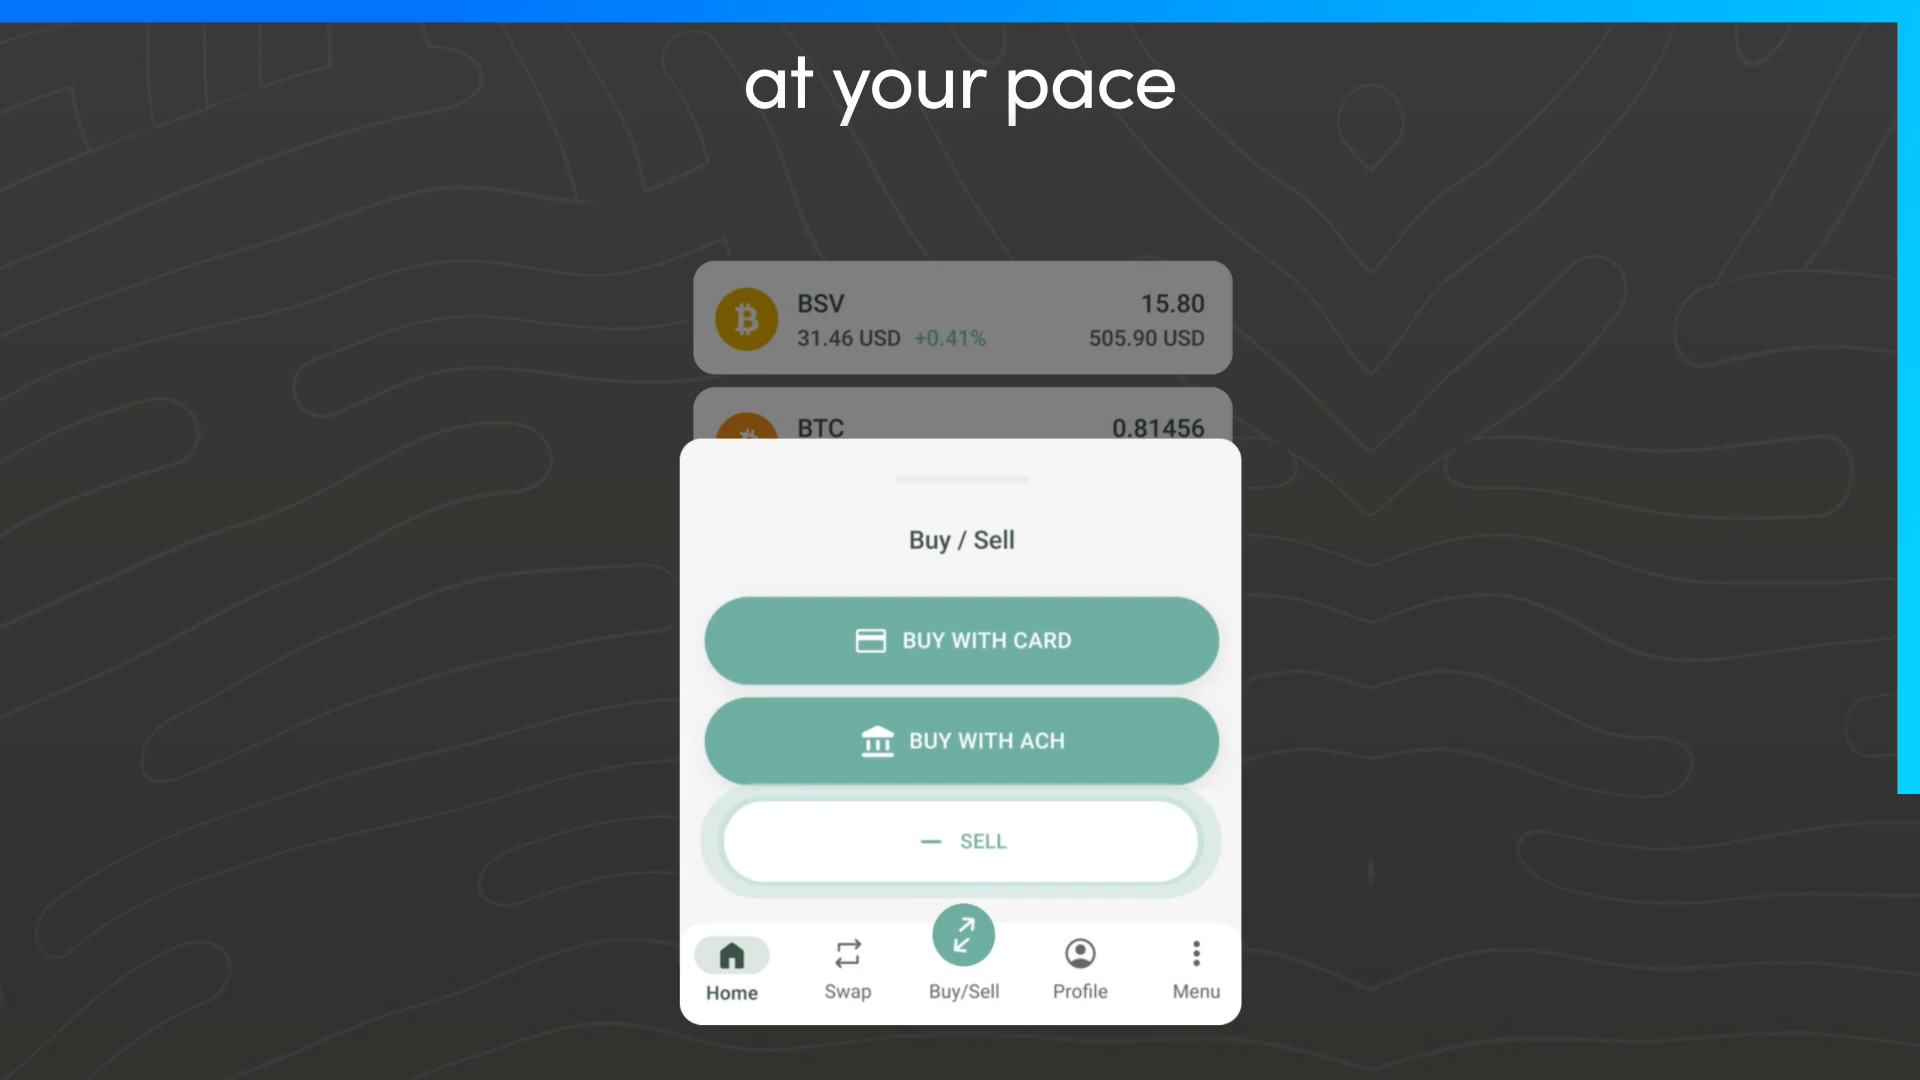 at your pace
BSV 15.80
31.46 USD +0.41% 505.90 USD
BTC 0.81456
Buy / Sell
BUY WITH CARD
BUY WITH ACH
SELL
Home Swap Buy/Sell Profile Menu